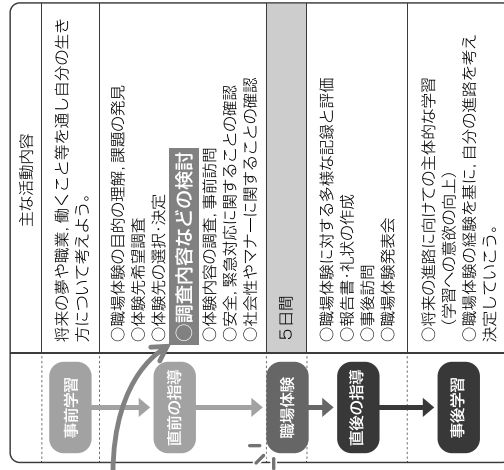 主な活動内容
事前学習
将来の夢や職業,働くこと等を通し自分の生き
方について考えよう。
直前の指導
○職場体験の目的の理解,課題の発見
○体験先希望調査
○体験先の選択・決定
○調査内容などの検討
○体験内容の調査,事前訪問
○安全,緊急対応に関することの確認
○社会性やマナーに関することの確認
職場体験
5日間
直後の指導
○職場体験に対する多様な記録と評価
○報告書・礼状の作成
○事後訪問
○職場体験発表会
事後学習
○将来の進路に向けての主体的な学習
(学習への意欲の向上)
○職場体験の経験を基に,自分の進路を考え
決定していこう。